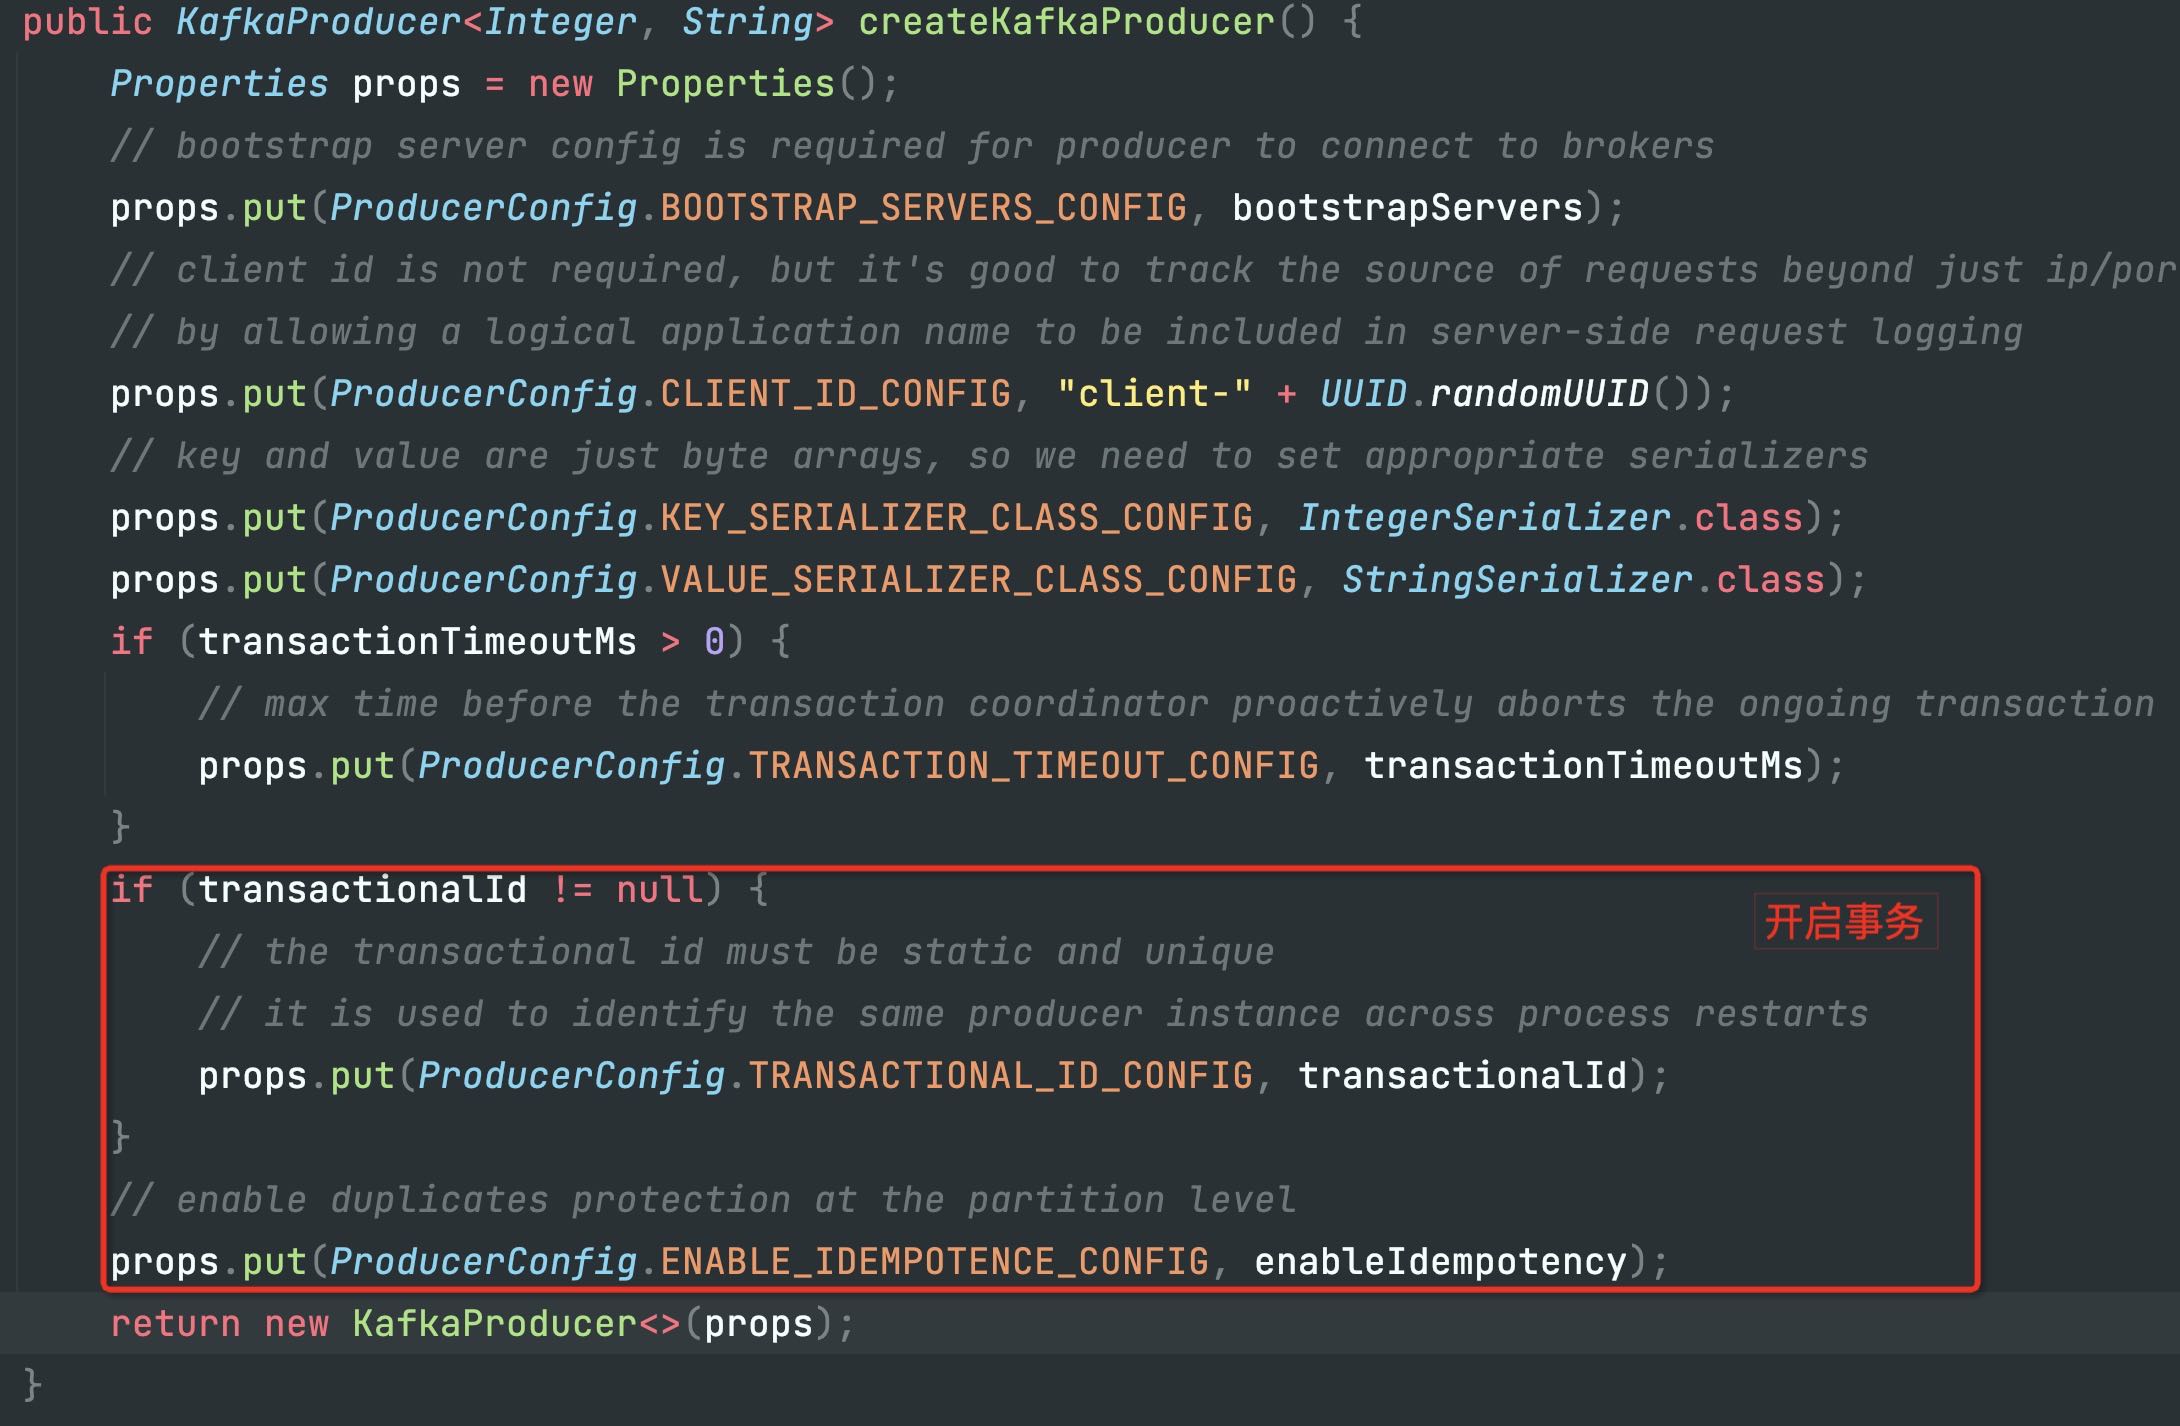 public KafkaProducer<Integer, String> createKafkaProducer() {
Properties props = new Properties();
// bootstrap server config is required for producer to connect to brokers
props.put(ProducerConfig.BOOTSTRAP_SERVERS_CONFIG, bootstrapServers);
// client id is not required, but it's good to track the source of requests beyond just ip/por
// by allowing a logical application name to be included in server-side request logging
props.put(ProducerConfig.CLIENT_ID_CONFIG, "client-" + UUID.randomUUID());
// key and value are just byte arrays, so we need to set appropriate serializers
props.put(ProducerConfig.KEY_SERIALIZER_CLASS_CONFIG, IntegerSerializer.class);
props.put(ProducerConfig.VALUE_SERIALIZER_CLASS_CONFIG, StringSerializer.class);
if (transactionTimeoutMs > 0) {
// max time before the transaction coordinator proactively aborts the ongoing transaction
props.put(ProducerConfig.TRANSACTION_TIMEOUT_CONFIG, transactionTimeoutMs);
}
if (transactionalId != null) {
开启事务
// the transactional id must be static and unique
// it is used to identify the same producer instance across process restarts
props.put(ProducerConfig.TRANSACTIONAL_ID_CONFIG, transactionalId);
}
// enable duplicates protection at the partition level
props.put(ProducerConfig.ENABLE_IDEMPOTENCE_CONFIG, enableIdempotency);
return new KafkaProducer<>(props);
}